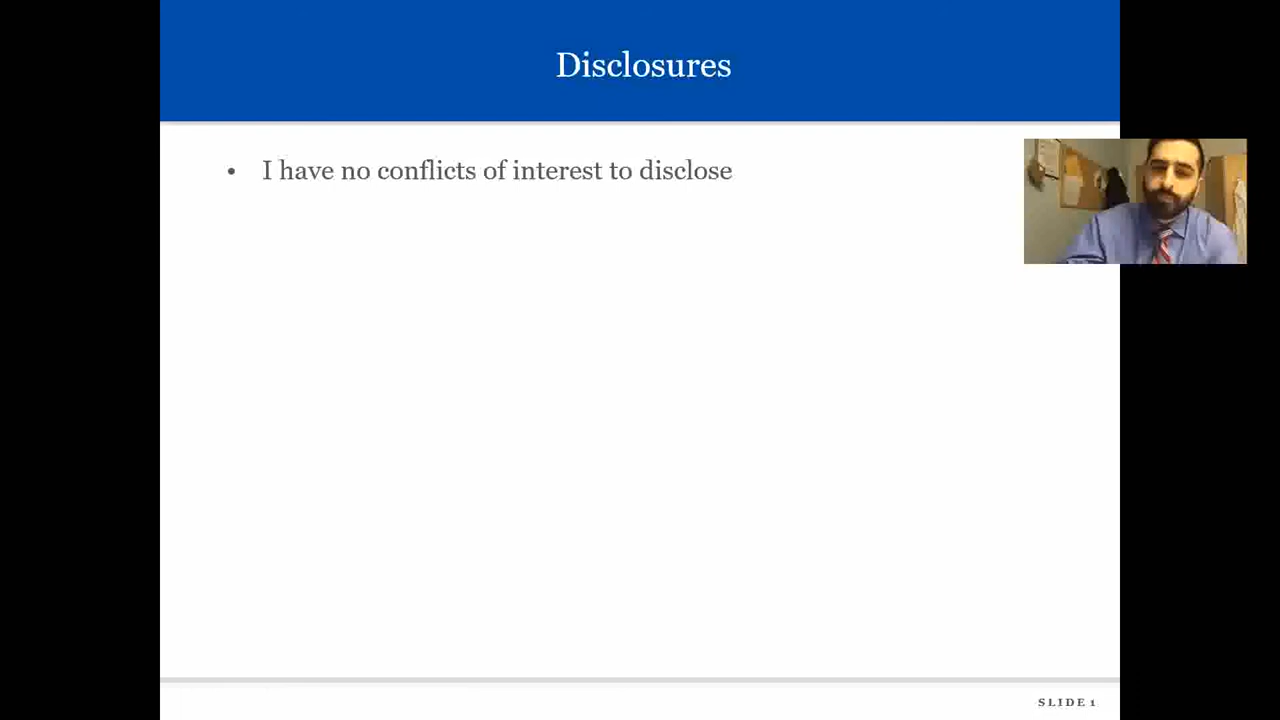 Disclosures
• I have no conflicts of interest to disclose
SLIDE 1